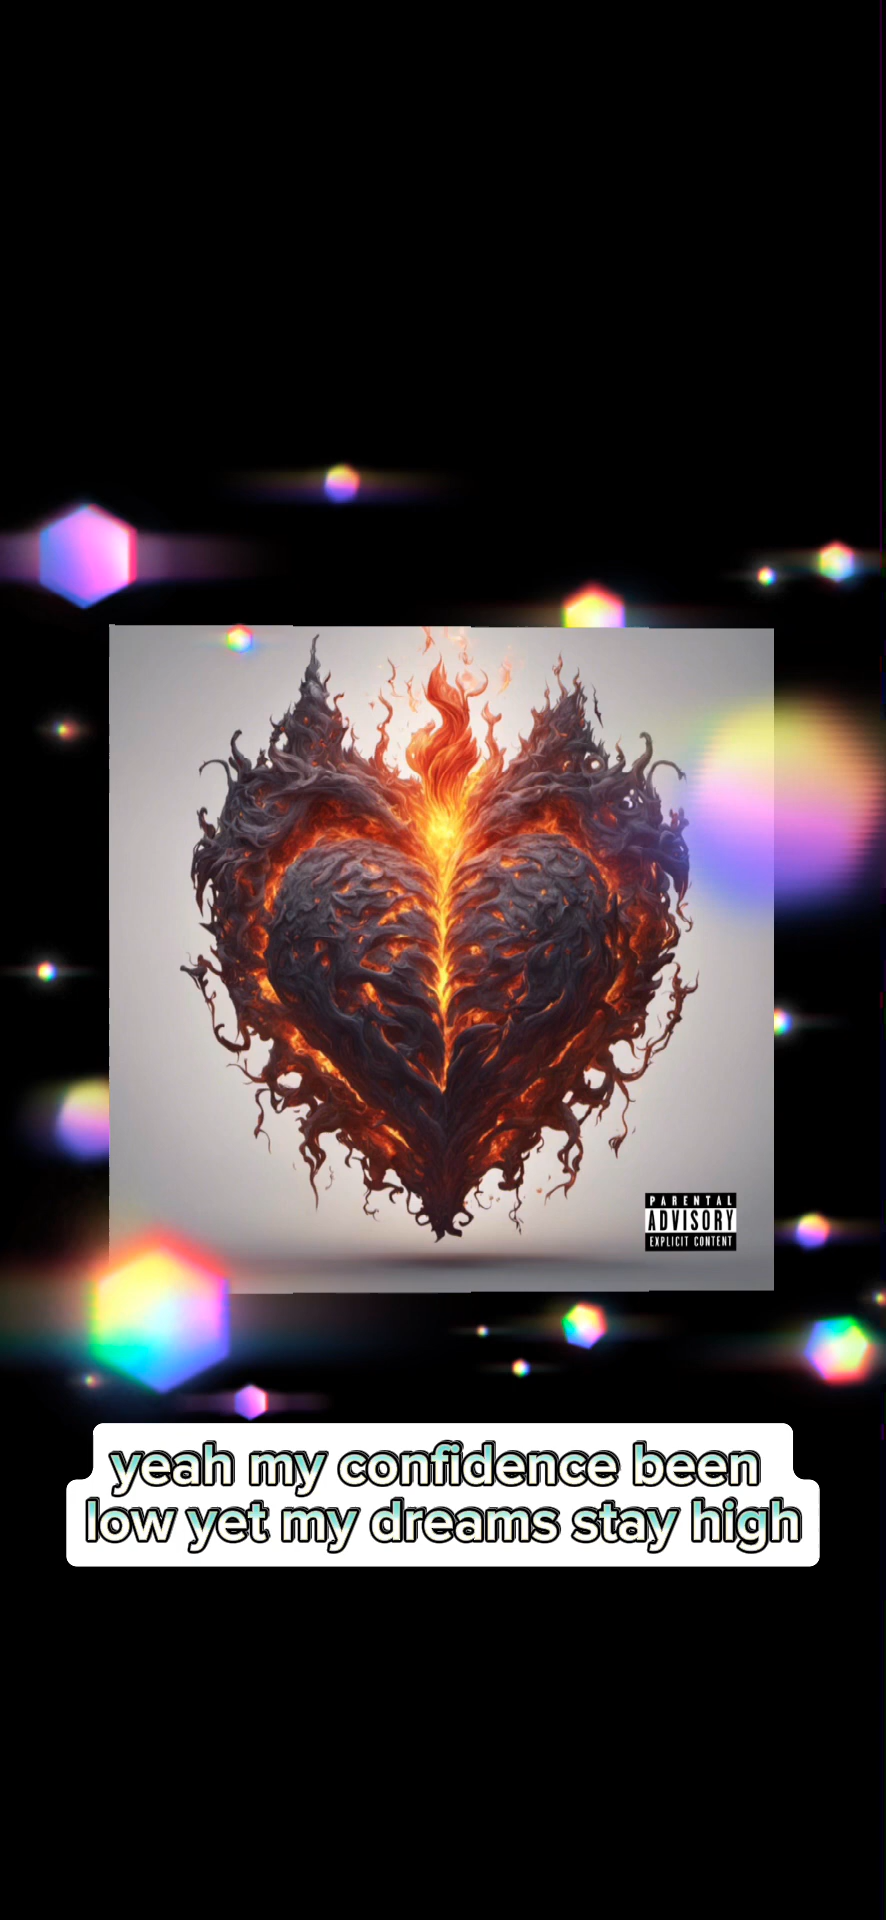 PARENTAL
ADVISORY
EXPLICIT CONTENT
yeah my confidence been
low yet my dreams stay high